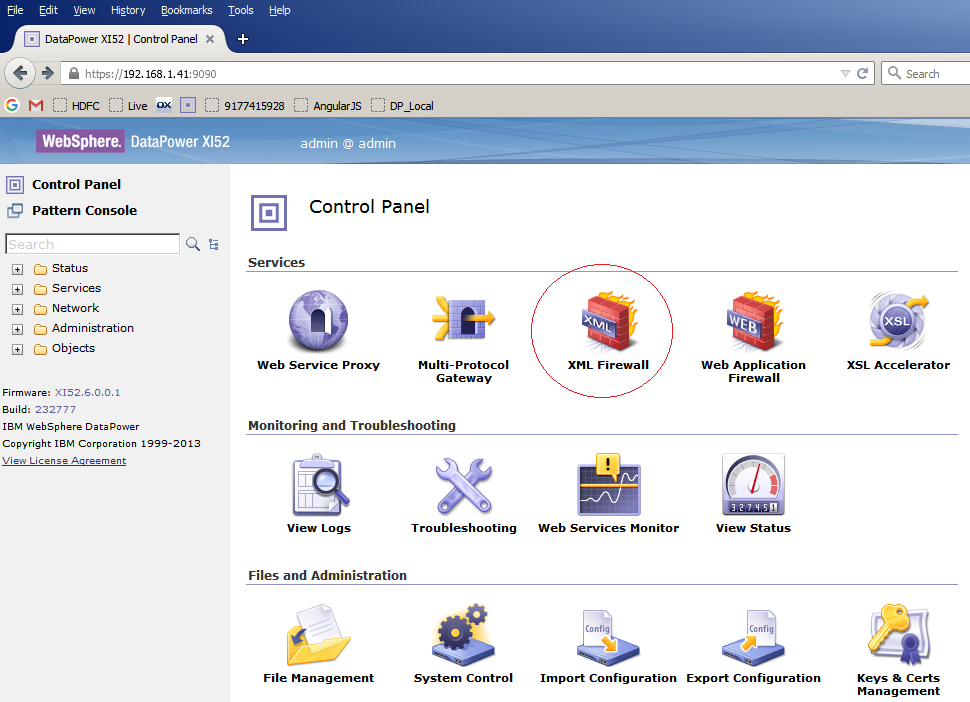 File Edit View History Bookmarks Tools Help
DataPower XI52 | Control Panel × +
https://192.168.1.41:9090 Search
G M HDFC Live OX 9177415928 AngularJS DP_Local
WebSphere. DataPower XI52 admin @ admin
Control Panel
Pattern Console
Search
Status
Services
Network
Administration
Objects
Firmware: XI52.6.0.0.1
Build: 232777
IBM WebSphere DataPower
Copyright IBM Corporation 1999-2013
View License Agreement
Control Panel
Services
XML WEB XSL
Web Service Proxy Multi-Protocol Gateway XML Firewall Web Application Firewall XSL Accelerator
Monitoring and Troubleshooting
! 3.2.7.4.5 1
View Logs Troubleshooting Web Services Monitor View Status
Files and Administration
Config Config
File Management System Control Import Configuration Export Configuration Keys & Certs Management